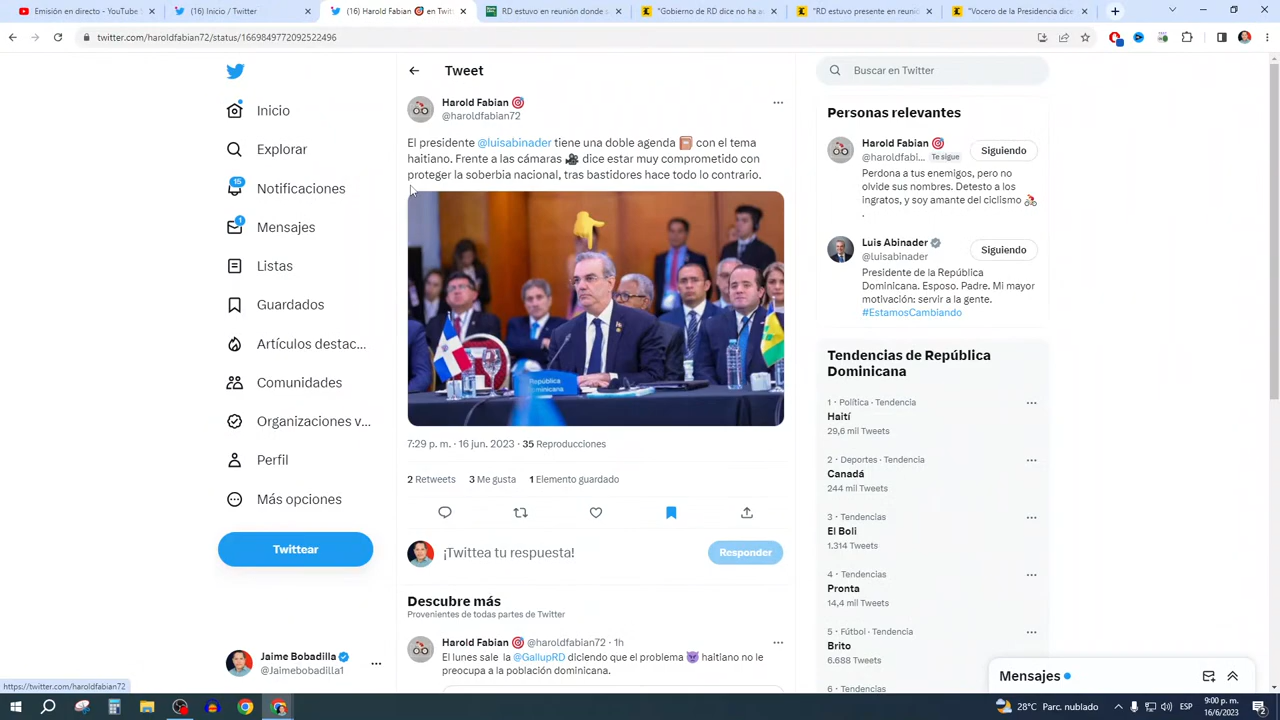 Emisión en directo - YouTube
(16) Inicio / Twitter
(16) Harold Fabian
RD estuvo en reunión donde s
"Gobierno de RD dice no ha a
"RD estuvo presente en reunió
"Vocero de la Presidencia dice
twitter.com/haroldfabian72/status/1669849772092522496
Inicio
Explorar
15
Notificaciones
1
Mensajes
Listas
Guardados
Artículos destac...
Comunidades
Organizaciones v...
Perfil
Más opciones
Twittear
Jaime Bobadilla
@Jaimebobadilla1
Tweet
Harold Fabian
@haroldfabian72
El presidente @luisabinader tiene una doble agenda con el tema
haitiano. Frente a las cámaras dice estar muy comprometido con
proteger la soberbia nacional, tras bastidores hace todo lo contrario.
República
Dominicana
7:29 p. m. · 16 jun. 2023 · 35 Reproducciones
2 Retweets 3 Me gusta 1 Elemento guardado
¡Twittea tu respuesta!
Responder
Descubre más
Provenientes de todas partes de Twitter
Harold Fabian @haroldfabian72 · 1h
El lunes sale la @GallupRD diciendo que el problema haitiano no le
preocupa a la población dominicana.
Buscar en Twitter
Personas relevantes
Harold Fabian
@haroldfabi... Te sigue
Siguiendo
Perdona a tus enemigos, pero no
olvide sus nombres. Detesto a los
ingratos, y soy amante del ciclismo
.
Luis Abinader
@luisabinader
Siguiendo
Presidente de la República
Dominicana. Esposo. Padre. Mi mayor
motivación: servir a la gente.
#EstamosCambiando
Tendencias de República
Dominicana
1 · Política · Tendencia
Haití
29,6 mil Tweets
2 · Deportes · Tendencia
Canadá
244 mil Tweets
3 · Tendencias
El Boli
1.314 Tweets
4 · Tendencias
Pronta
14,4 mil Tweets
5 · Fútbol · Tendencia
Brito
6.688 Tweets
6 · Tendencias
Mensajes
https://twitter.com/haroldfabian72
28°C Parc. nublado
ESP
9:00 p. m.
16/6/2023
2